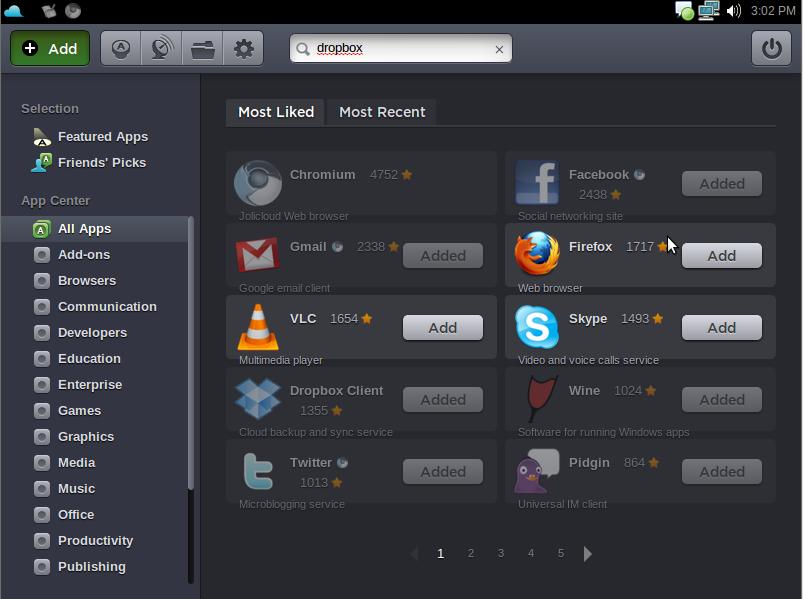 3:02 PM
Add
dropbox
Selection
Featured Apps
Friends' Picks
App Center
All Apps
Add-ons
Browsers
Communication
Developers
Education
Enterprise
Games
Graphics
Media
Music
Office
Productivity
Publishing
Most Liked Most Recent
Chromium 4752
Jolicloud Web browser
Facebook
2438
Added
Social networking site
Gmail 2338
Added
Google email client
Firefox 1717
Add
Web browser
VLC 1654
Add
Multimedia player
Skype 1493
Add
Video and voice calls service
Dropbox Client
1355
Added
Cloud backup and sync service
Wine 1024
Added
Software for running Windows apps
Twitter
1013
Added
Microblogging service
Pidgin 864
Added
Universal IM client
1 2 3 4 5